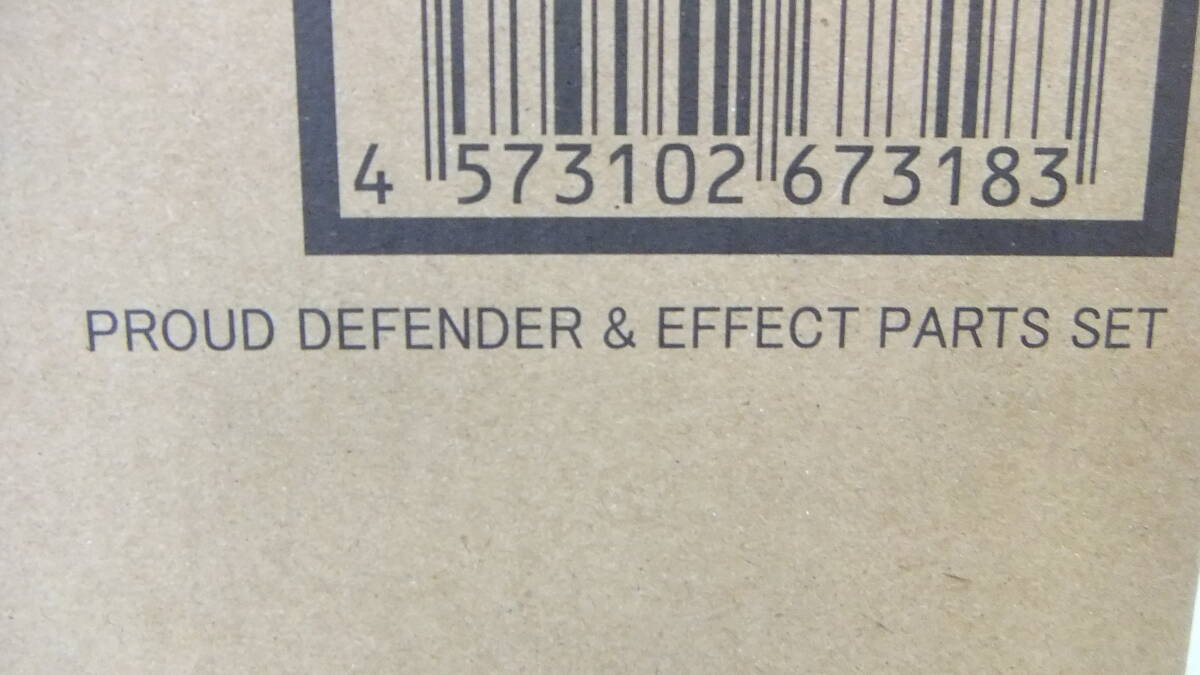 4 573102 673183
PROUD DEFENDER & EFFECT PARTS SET